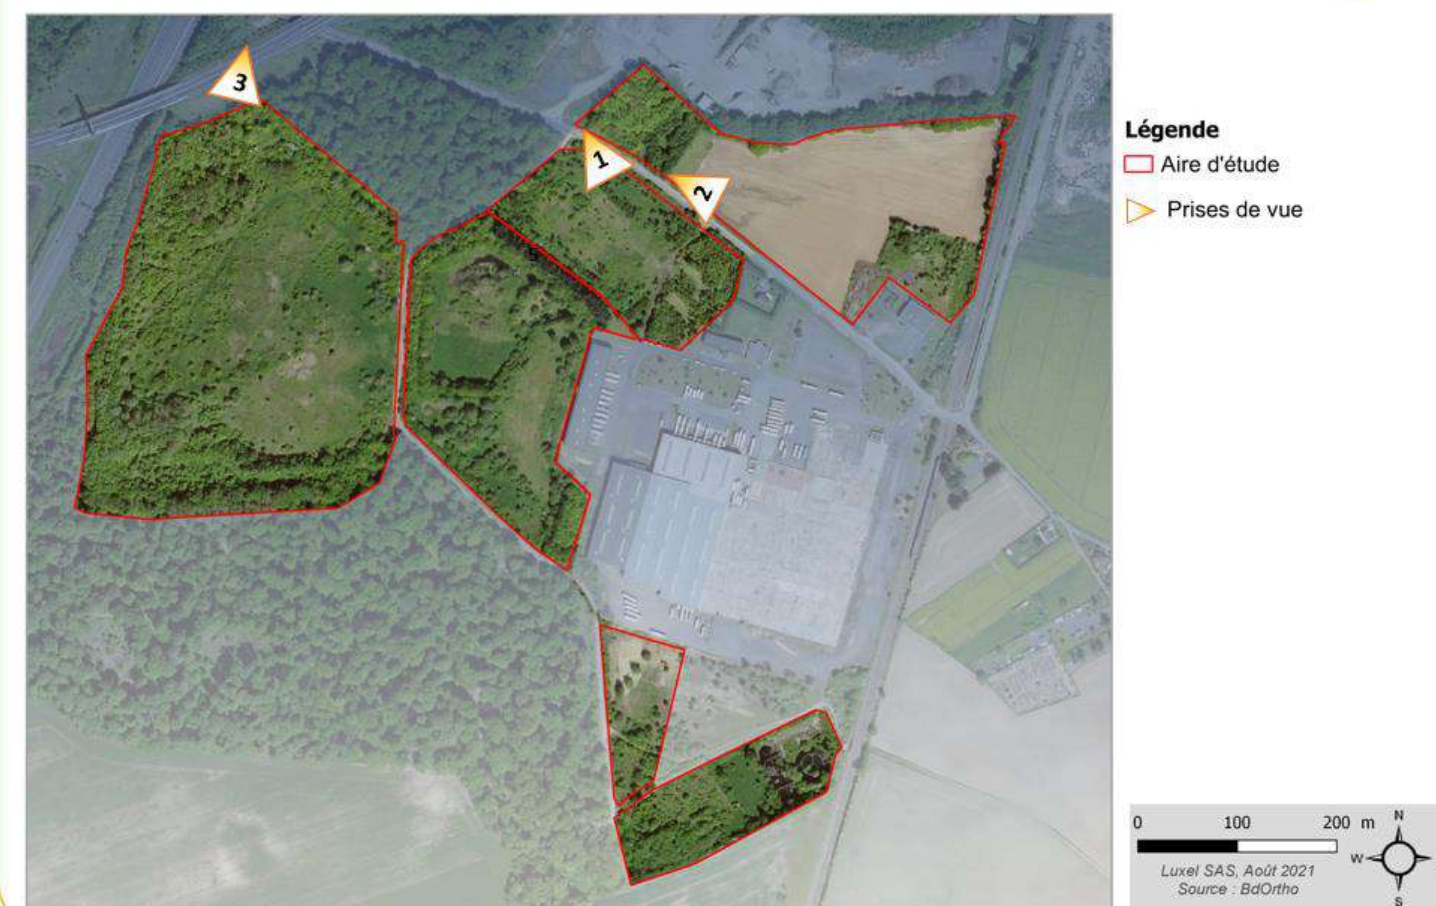 3
1
2
Légende
Aire d'étude
Prises de vue
0 100 200 m
N
W
S
Luxel SAS, Août 2021
Source : BdOrtho